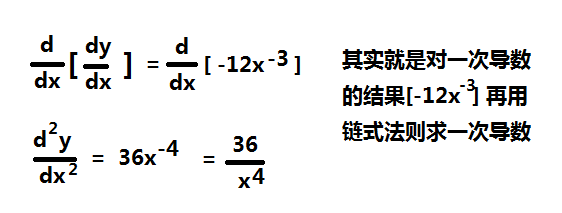 d/dx [ dy/dx ] = d/dx [ -12x⁻³ ]
d²y/dx² = 36x⁻⁴ = 36/x⁴
其实就是对一次导数
的结果[-12x⁻³] 再用
链式法则求一次导数